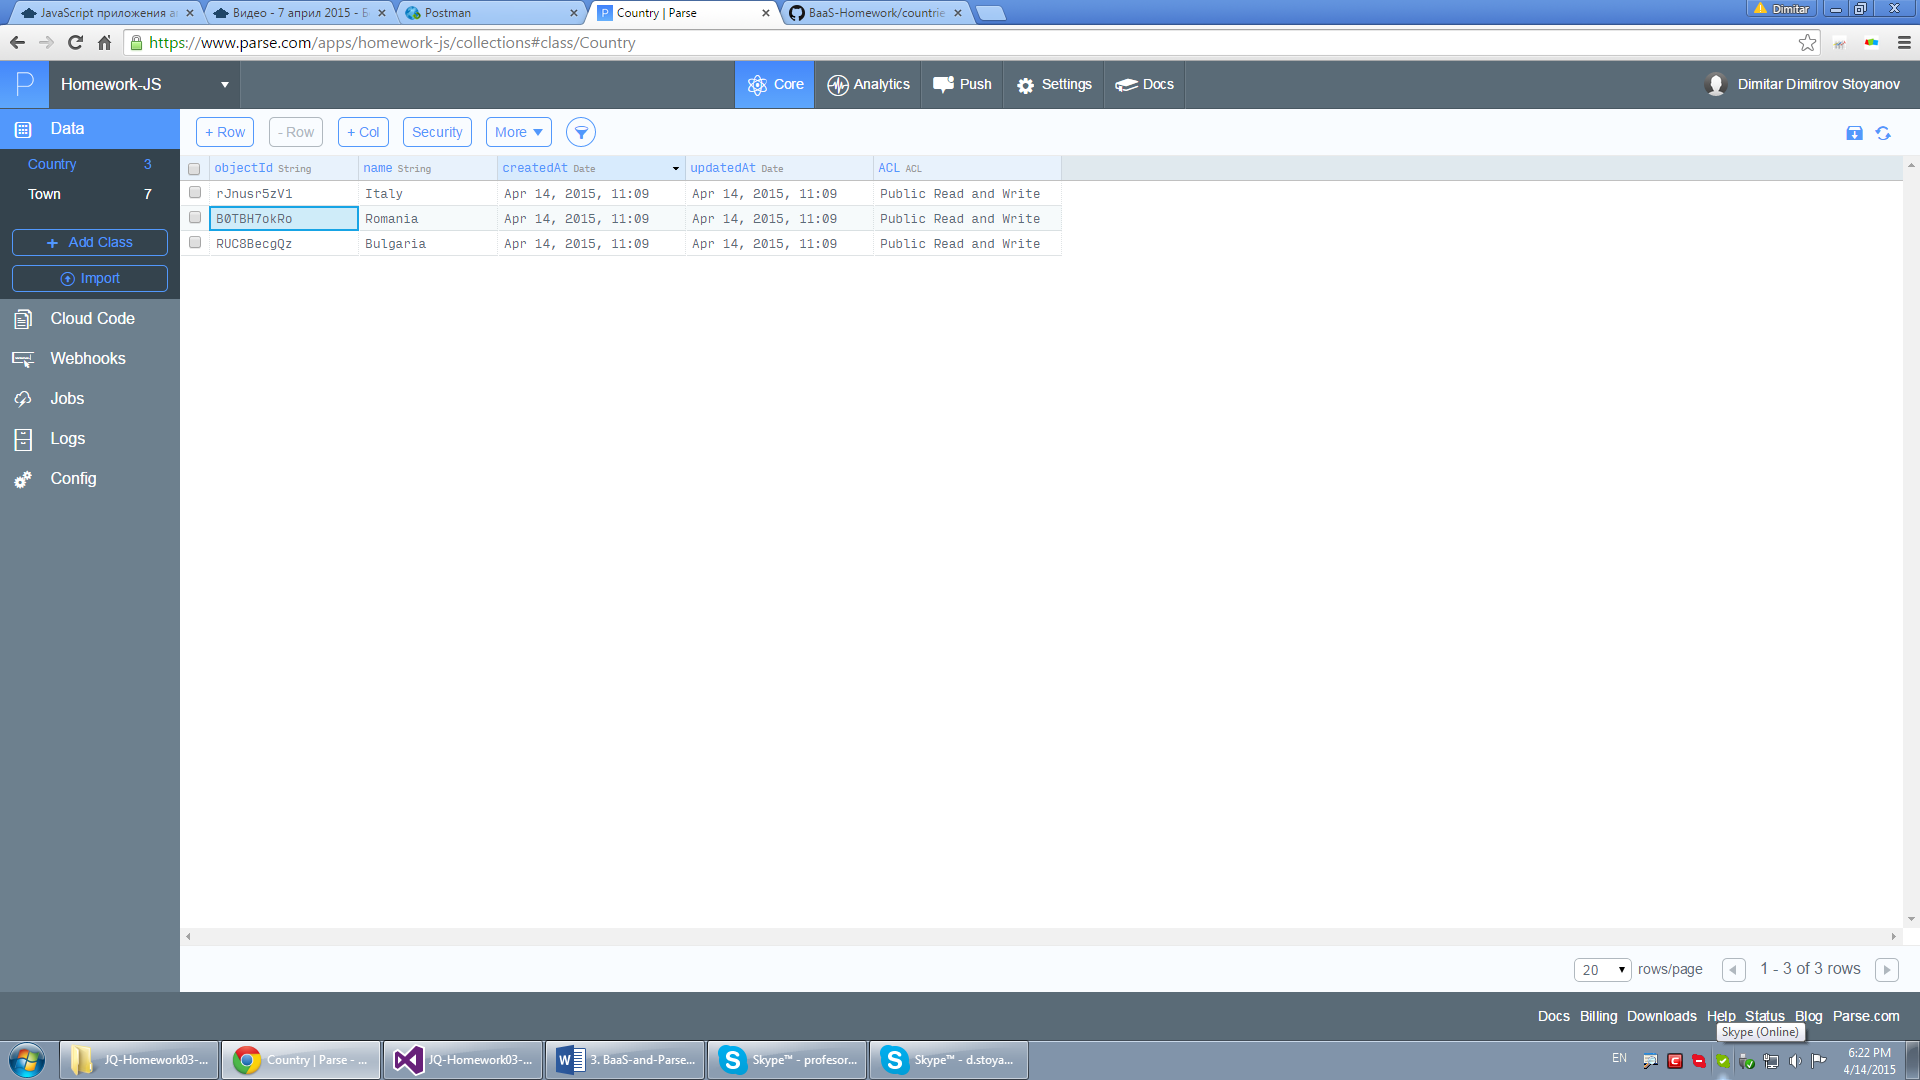 JavaScript приложения а
Видео - 7 април 2015 - Б
Postman
Country | Parse
BaaS-Homework/countrie
Dimitar
https://www.parse.com/apps/homework-js/collections#class/Country
P Homework-JS
Core
Analytics
Push
Settings
Docs
Dimitar Dimitrov Stoyanov
Data
Country 3
Town 7
+ Add Class
Import
Cloud Code
Webhooks
Jobs
Logs
Config
+ Row
- Row
+ Col
Security
More
objectId String name String createdAt Date updatedAt Date ACL ACL
rJnusr5zV1 Italy Apr 14, 2015, 11:09 Apr 14, 2015, 11:09 Public Read and Write
B0TBH7okRo Romania Apr 14, 2015, 11:09 Apr 14, 2015, 11:09 Public Read and Write
RUC8BecgQz Bulgaria Apr 14, 2015, 11:09 Apr 14, 2015, 11:09 Public Read and Write
20 rows/page 1 - 3 of 3 rows
Docs Billing Downloads Help Status Blog Parse.com
Skype (Online)
JQ-Homework03-...
Country | Parse - ...
JQ-Homework03-...
3. BaaS-and-Parse...
Skype™ - profesor...
Skype™ - d.stoya...
EN
6:22 PM
4/14/2015